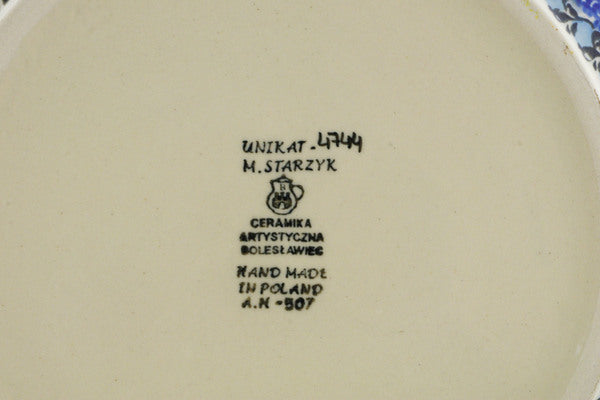 UNIKAT-4744
M. STARZYK
CERAMIKA
ARTYSTYCZNA
BOLESŁAWIEC
HAND MADE
IN POLAND
A.H-507